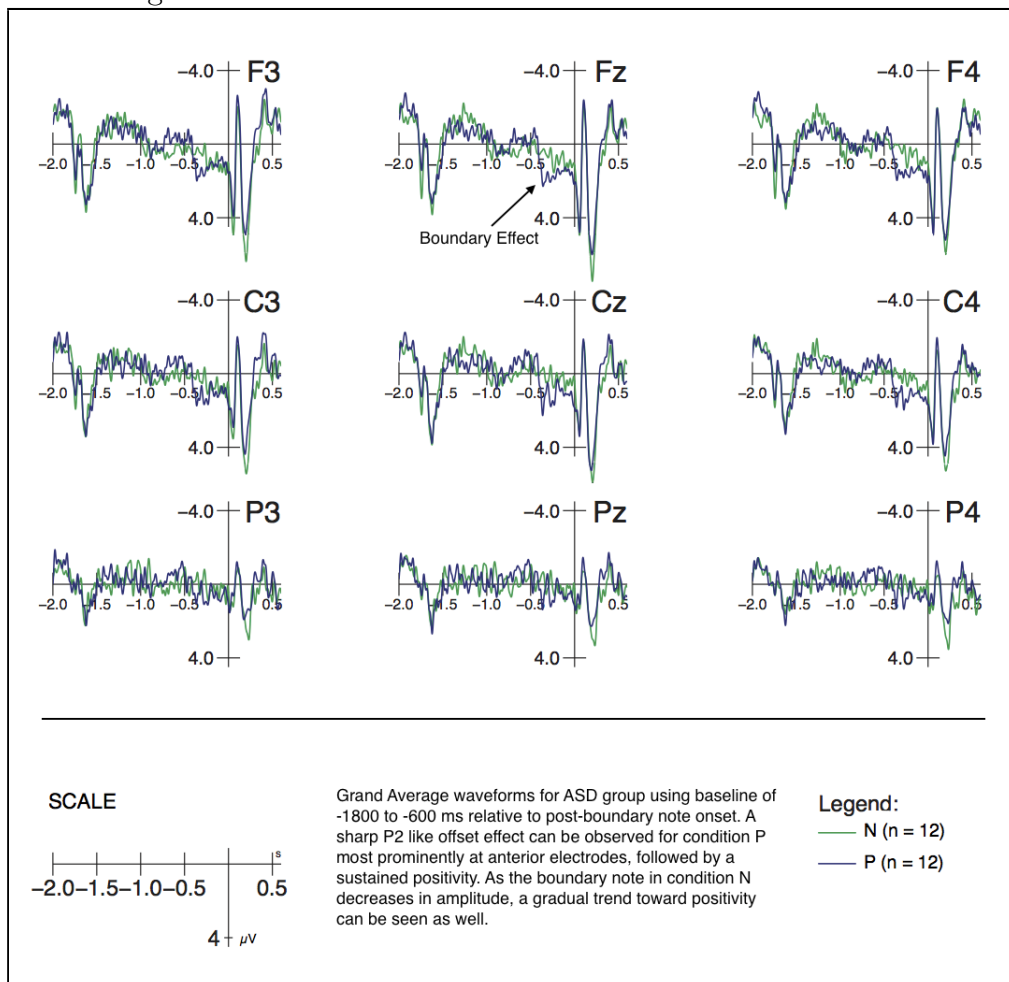 −4.0 F3
−4.0 Fz
−4.0 F4
−2.0 −1.5 −1.0 −0.5 0.5
−2.0 −1.5 −1.0 −0.5 0.5
−2.0 −1.5 −1.0 −0.5 0.5
4.0
4.0
4.0
Boundary Effect
−4.0 C3
−4.0 Cz
−4.0 C4
−2.0 −1.5 −1.0 −0.5 0.5
−2.0 −1.5 −1.0 −0.5 0.5
−2.0 −1.5 −1.0 −0.5 0.5
4.0
4.0
4.0
−4.0 P3
−4.0 Pz
−4.0 P4
−2.0 −1.5 −1.0 −0.5 0.5
−2.0 −1.5 −1.0 −0.5 0.5
−2.0 −1.5 −1.0 −0.5 0.5
4.0
4.0
4.0
SCALE
s
−2.0 −1.5 −1.0 −0.5 0.5
4 µV
Grand Average waveforms for ASD group using baseline of
-1800 to -600 ms relative to post-boundary note onset. A
sharp P2 like offset effect can be observed for condition P
most prominently at anterior electrodes, followed by a
sustained positivity. As the boundary note in condition N
decreases in amplitude, a gradual trend toward positivity
can be seen as well.
Legend:
N (n = 12)
P (n = 12)